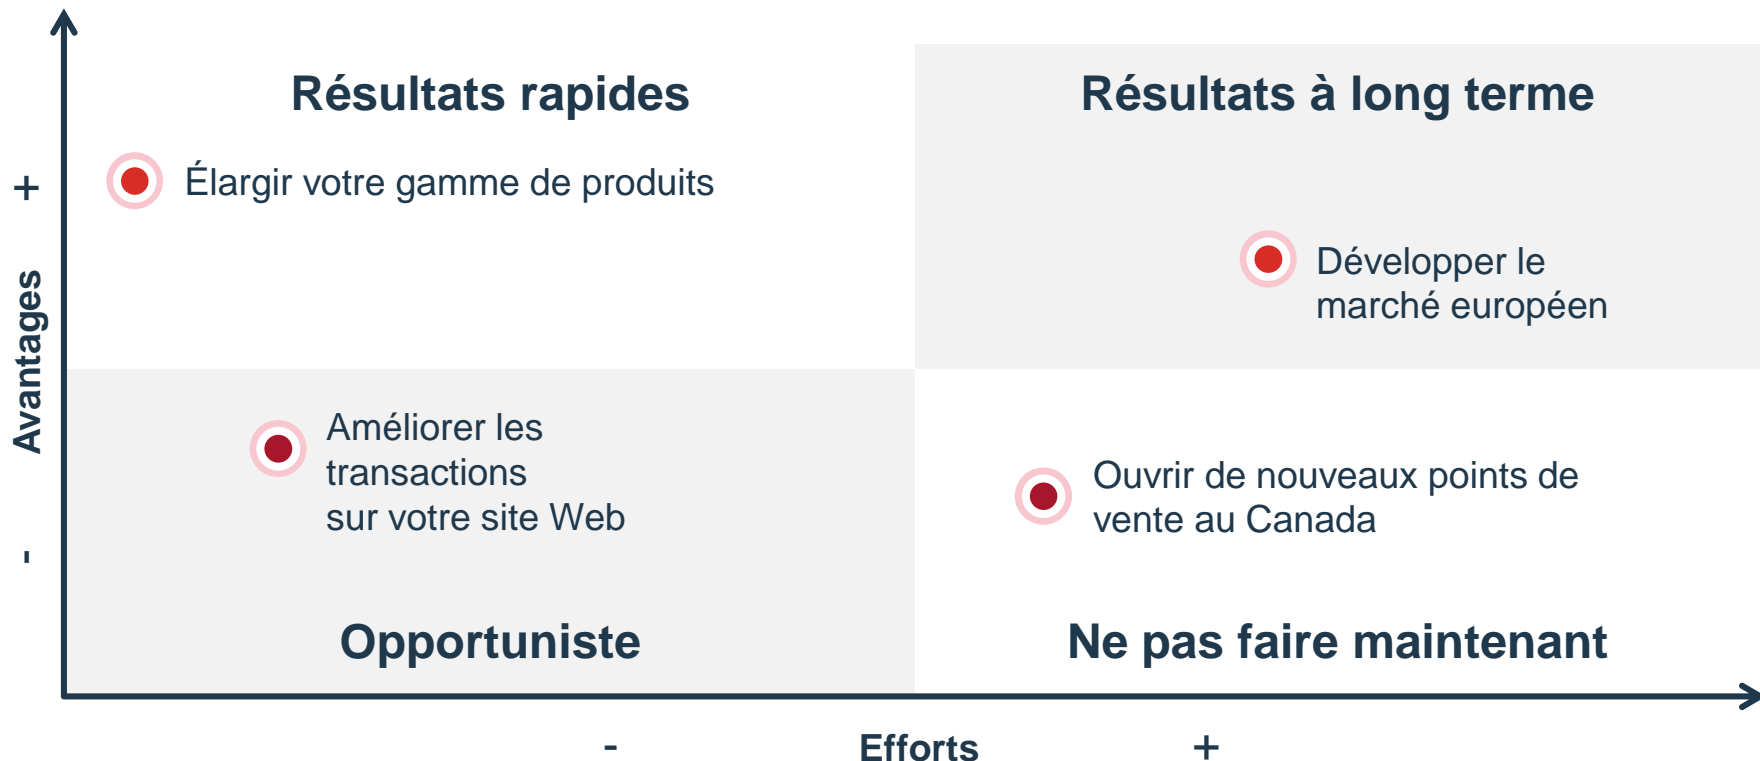 Résultats rapides
Résultats à long terme
Élargir votre gamme de produits
Développer le
marché européen
Améliorer les
transactions
sur votre site Web
Ouvrir de nouveaux points de
vente au Canada
Opportuniste
Ne pas faire maintenant
- Avantages +
- Efforts +